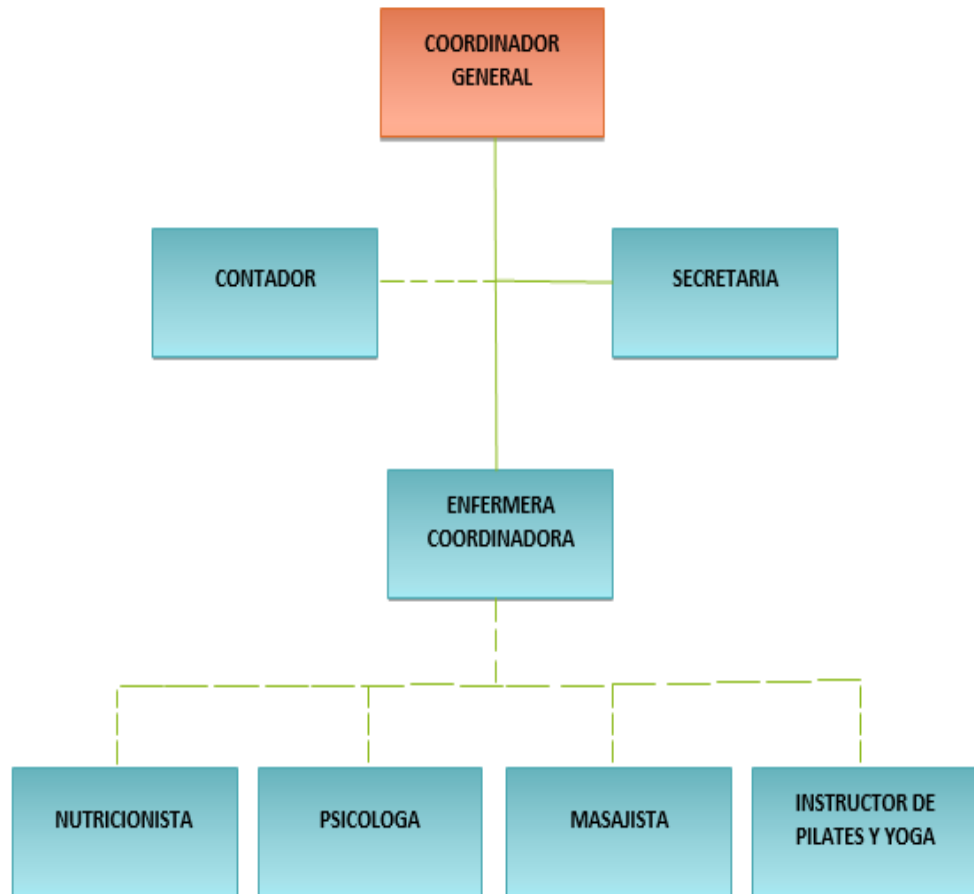 COORDINADOR
GENERAL
CONTADOR
SECRETARIA
ENFERMERA
COORDINADORA
NUTRICIONISTA
PSICOLOGA
MASAJISTA
INSTRUCTOR DE
PILATES Y YOGA